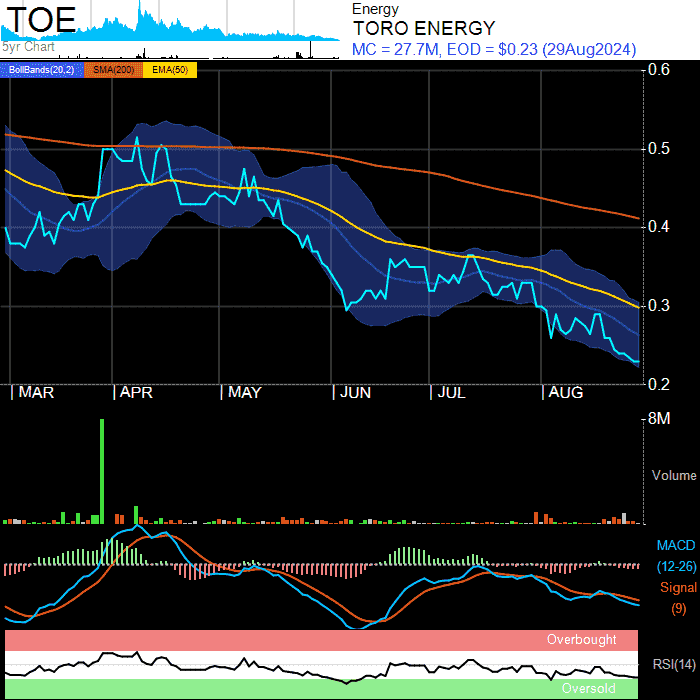 TOE
5yr Chart
Energy
TORO ENERGY
MC = 27.7M, EOD = $0.23 (29Aug2024)
BollBands(20,2) SMA(200) EMA(50)
0.6
0.5
0.4
0.3
0.2
MAR APR MAY JUN JUL AUG
8M
Volume
MACD
(12-26)
Signal
(9)
Overbought
RSI(14)
Oversold